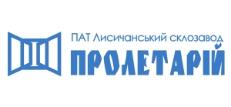 ПАТ Лисичанський склозавод
ПРОЛЕТАРІЙ